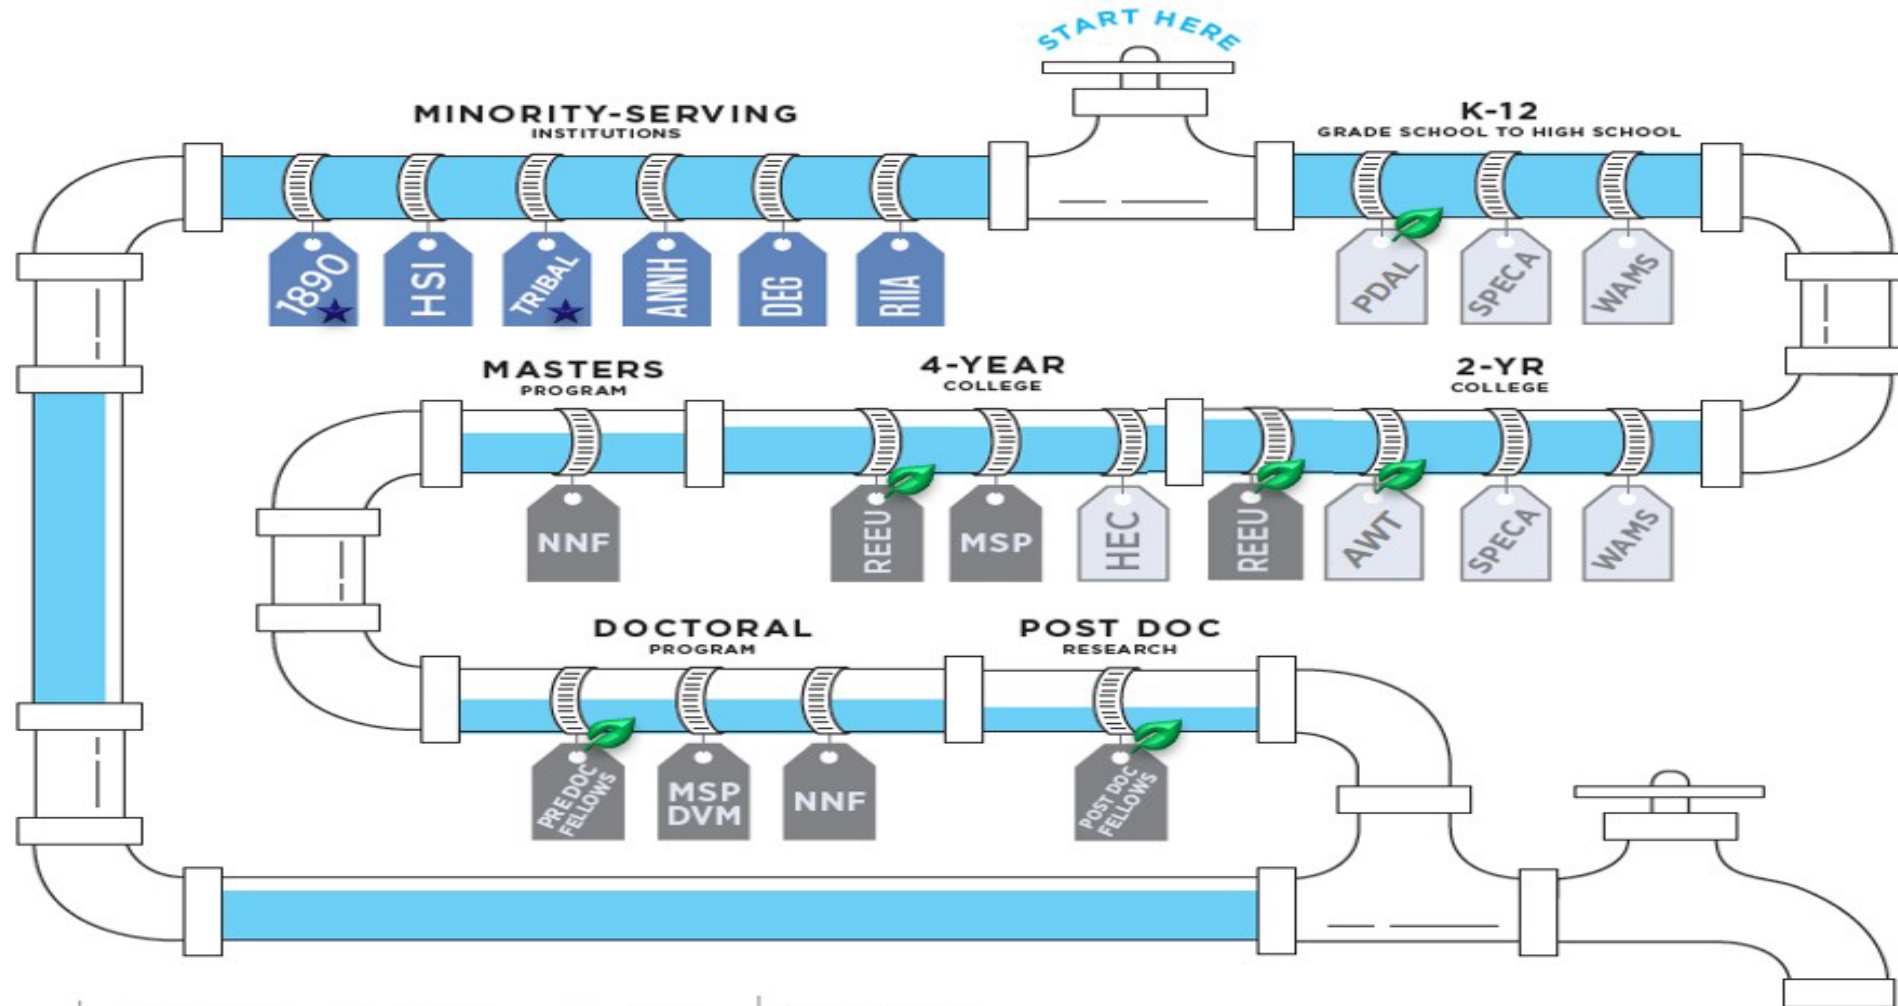 START HERE
MINORITY-SERVING
INSTITUTIONS
K-12
GRADE SCHOOL TO HIGH SCHOOL
1890
HSI
TRIBAL
ANNH
DEG
RIIA
PDAL
SPECA
WAMS
MASTERS
PROGRAM
4-YEAR
COLLEGE
2-YR
COLLEGE
NNF
REEU
MSP
HEC
REEU
AWT
SPECA
WAMS
DOCTORAL
PROGRAM
POST DOC
RESEARCH
PRE DOC
FELLOWS
MSP
DVM
NNF
POST DOC
FELLOWS